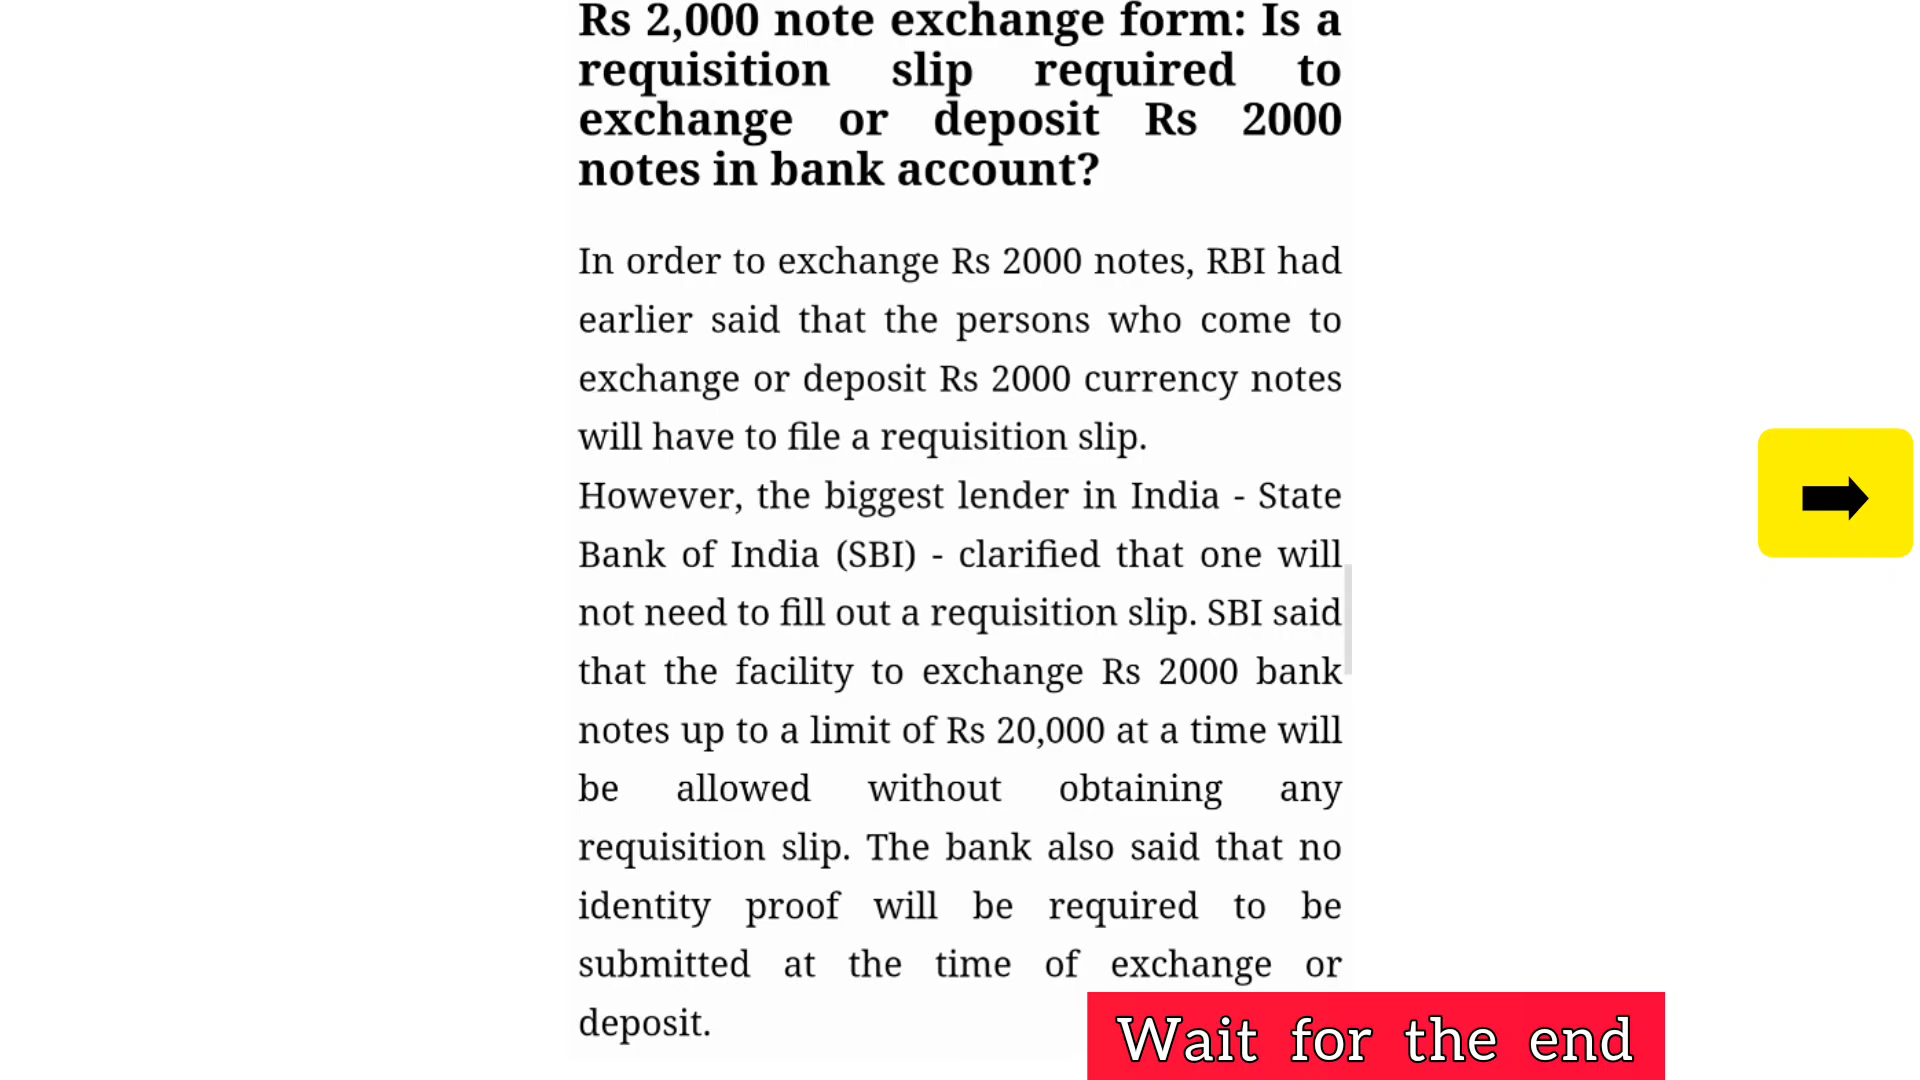 Rs 2,000 note exchange form: Is a
requisition slip required to
exchange or deposit Rs 2000
notes in bank account?
In order to exchange Rs 2000 notes, RBI had
earlier said that the persons who come to
exchange or deposit Rs 2000 currency notes
will have to file a requisition slip.
However, the biggest lender in India - State
Bank of India (SBI) - clarified that one will
not need to fill out a requisition slip. SBI said
that the facility to exchange Rs 2000 bank
notes up to a limit of Rs 20,000 at a time will
be allowed without obtaining any
requisition slip. The bank also said that no
identity proof will be required to be
submitted at the time of exchange or
deposit.
Wait for the end